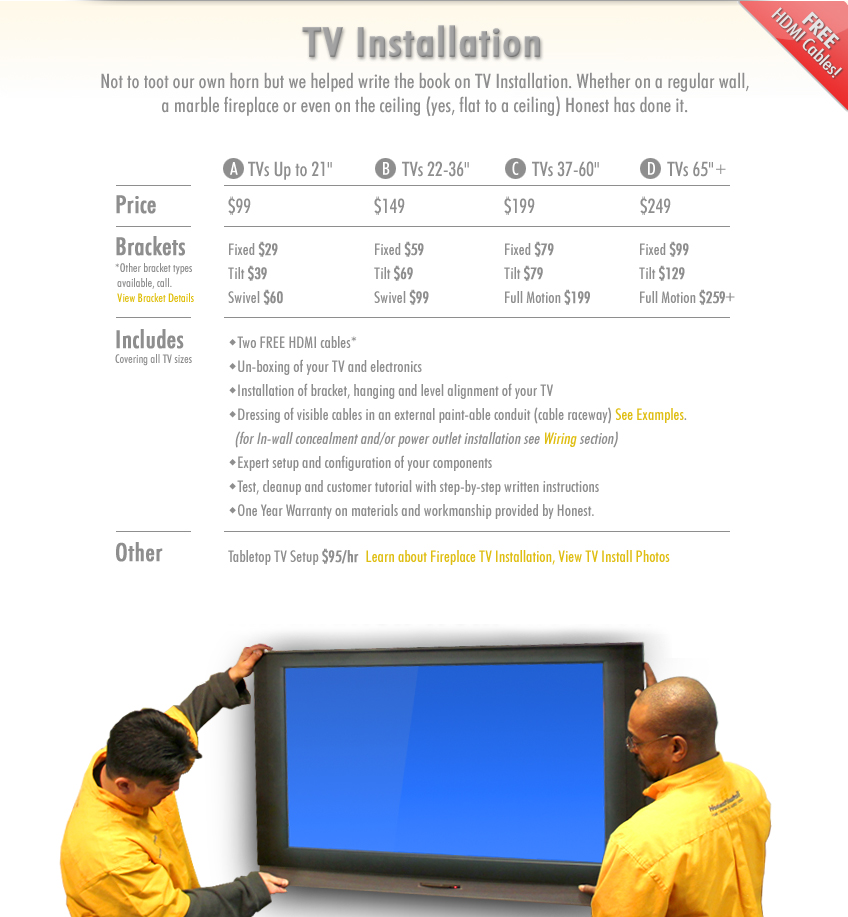 FREE
HDMI Cables!
TV Installation
Not to toot our own horn but we helped write the book on TV Installation. Whether on a regular wall,
a marble fireplace or even on the ceiling (yes, flat to a ceiling) Honest has done it.
A TVs Up to 21" B TVs 22-36" C TVs 37-60" D TVs 65"+
Price $99 $149 $199 $249
Brackets
*Other bracket types
available, call.
View Bracket Details
Fixed $29 Fixed $59 Fixed $79 Fixed $99
Tilt $39 Tilt $69 Tilt $79 Tilt $129
Swivel $60 Swivel $99 Full Motion $199 Full Motion $259+
Includes
Covering all TV sizes
◆Two FREE HDMI cables*
◆Un-boxing of your TV and electronics
◆Installation of bracket, hanging and level alignment of your TV
◆Dressing of visible cables in an external paint-able conduit (cable raceway) See Examples.
(for In-wall concealment and/or power outlet installation see Wiring section)
◆Expert setup and configuration of your components
◆Test, cleanup and customer tutorial with step-by-step written instructions
◆One Year Warranty on materials and workmanship provided by Honest.
Other Tabletop TV Setup $95/hr Learn about Fireplace TV Installation, View TV Install Photos